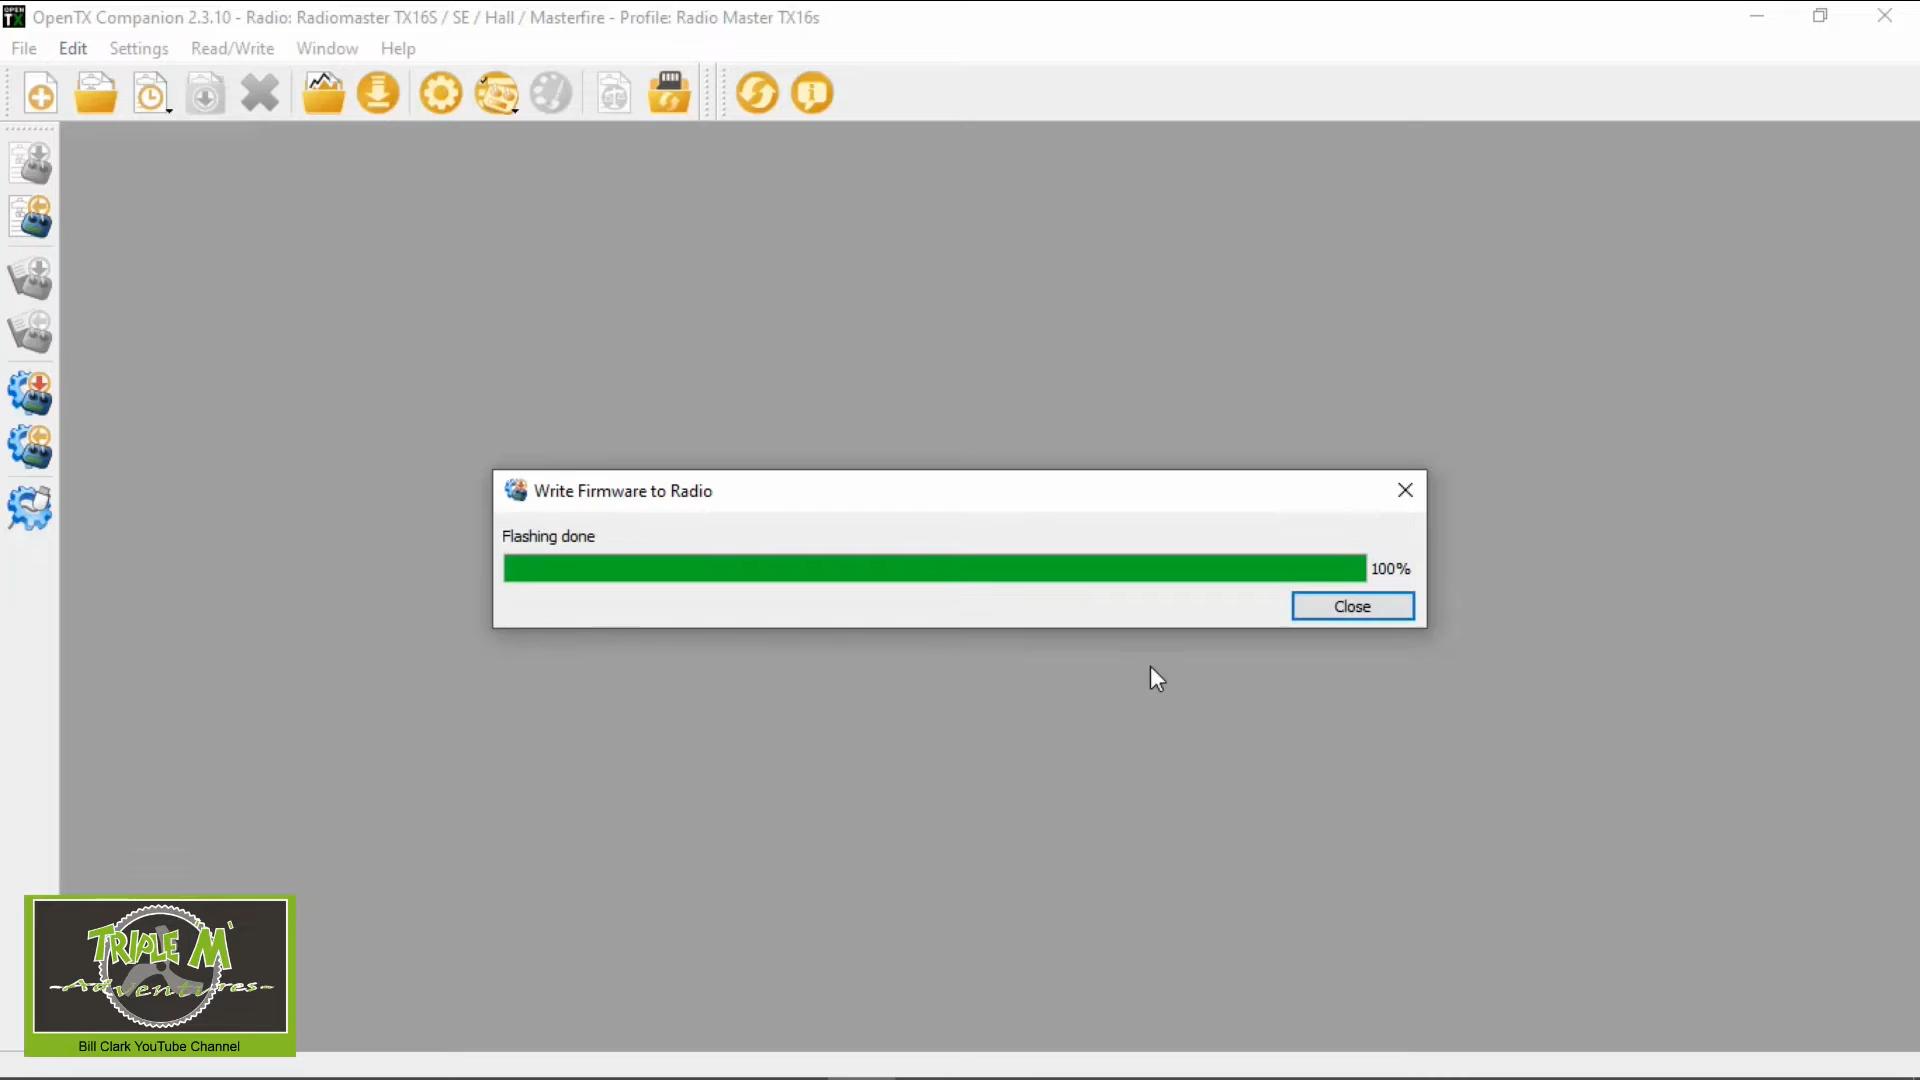 OpenTX Companion 2.3.10 - Radio: Radiomaster TX16S / SE / Hall / Masterfire - Profile: Radio Master TX16s
File Edit Settings Read/Write Window Help
Write Firmware to Radio
Flashing done
100%
Close
TRIPLE M
-Adventures-
Bill Clark YouTube Channel